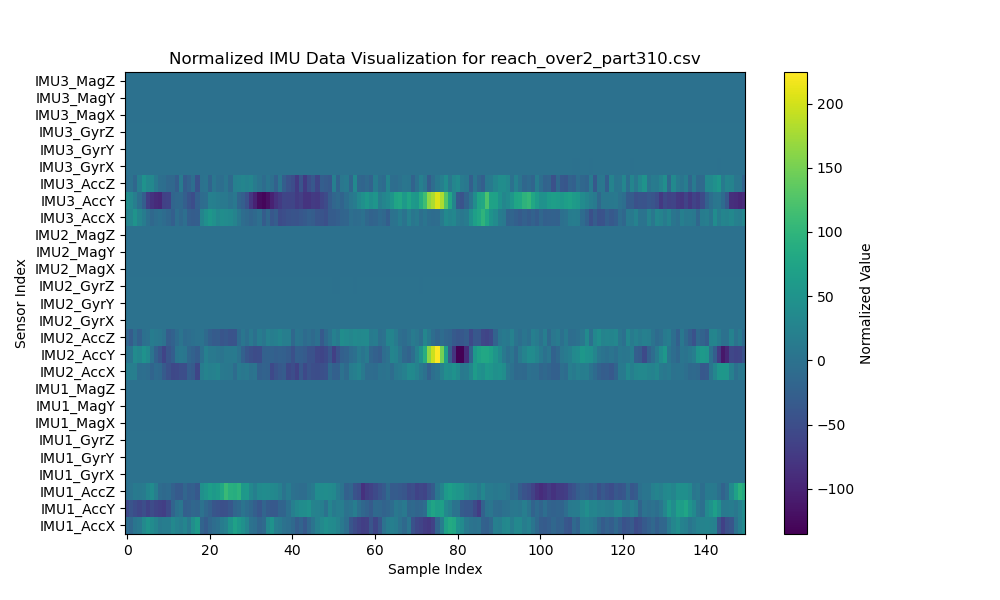 Normalized IMU Data Visualization for reach_over2_part310.csv
IMU3_MagZ
IMU3_MagY
IMU3_MagX
IMU3_GyrZ
IMU3_GyrY
IMU3_GyrX
IMU3_AccZ
IMU3_AccY
IMU3_AccX
IMU2_MagZ
IMU2_MagY
IMU2_MagX
IMU2_GyrZ
IMU2_GyrY
IMU2_GyrX
IMU2_AccZ
IMU2_AccY
IMU2_AccX
IMU1_MagZ
IMU1_MagY
IMU1_MagX
IMU1_GyrZ
IMU1_GyrY
IMU1_GyrX
IMU1_AccZ
IMU1_AccY
IMU1_AccX
Sensor Index
0 20 40 60 80 100 120 140
Sample Index
200
150
100
50
0
−50
−100
Normalized Value